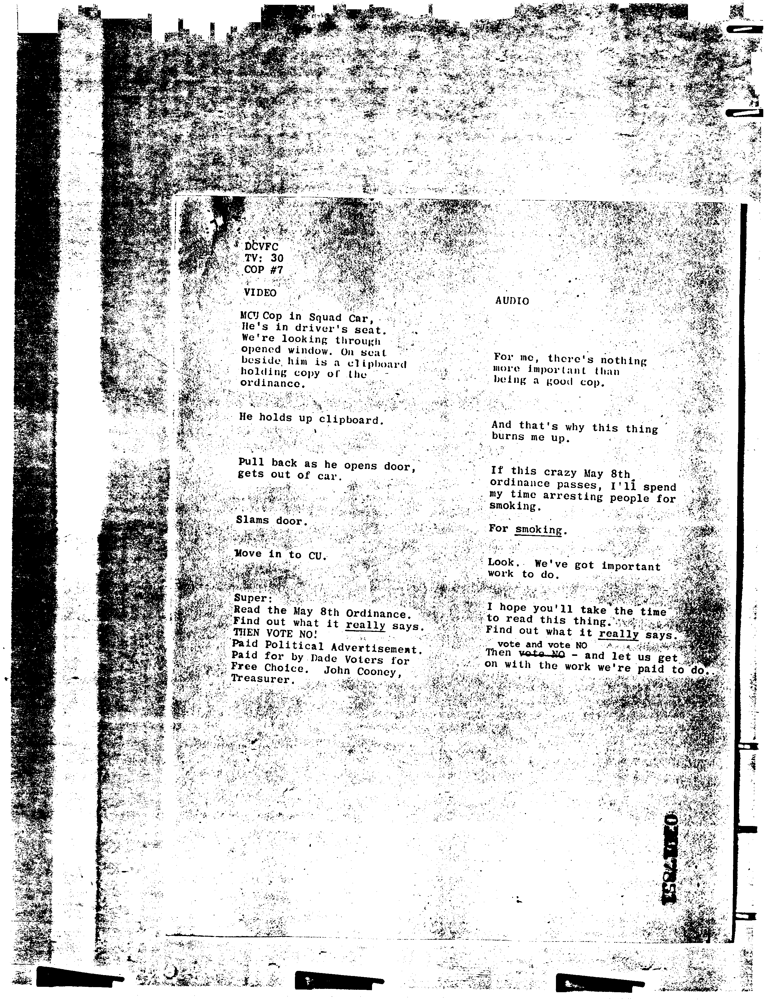 DCVFC
TV: 30
COP #7
VIDEO
MCU Cop in Squad Car,
He's in driver's seat.
We're looking through
opened window. On seat
beside him is a clipboard
holding copy of the
ordinance.
He holds up clipboard.
Pull back as he opens door,
gets out of car.
Slams door.
Move in to CU.
Super:
Read the May 8th Ordinance.
Find out what it really says.
THEN VOTE NO!
Paid Political Advertisement.
Paid for by Dade Voters for
Free Choice. John Cooney,
Treasurer.
AUDIO
For me, there's nothing
more important than
being a good cop.
And that's why this thing
burns me up.
If this crazy May 8th
ordinance passes, I'll spend
my time arresting people for
smoking.
For smoking.
Look. We've got important
work to do.
I hope you'll take the time
to read this thing.
Find out what it really says.
vote and vote NO
Then vote NO - and let us get
on with the work we're paid to do.